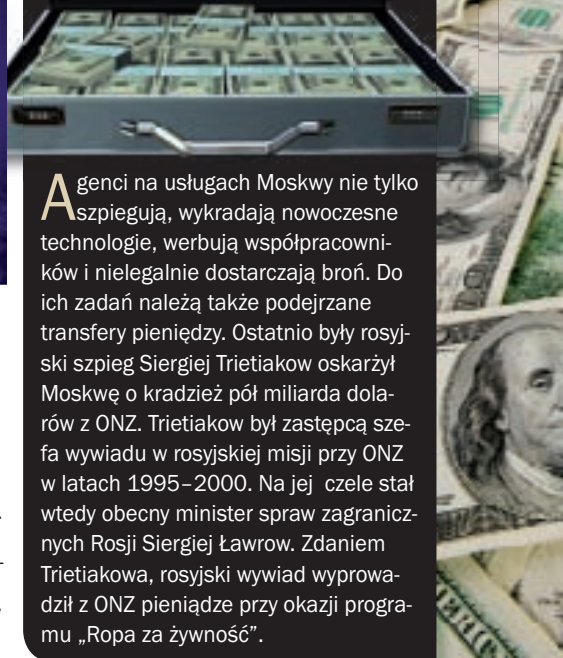 Agenci na usługach Moskwy nie tylko
szpiegują, wykradają nowoczesne
technologie, werbują współpracowni-
ków i nielegalnie dostarczają broń. Do
ich zadań należą także podejrzane
transfery pieniędzy. Ostatnio były rosyj-
ski szpieg Siergiej Trietiakow oskarżył
Moskwę o kradzież pół miliarda dola-
rów z ONZ. Trietiakow był zastępcą sze-
fa wywiadu w rosyjskiej misji przy ONZ
w latach 1995–2000. Na jej czele stał
wtedy obecny minister spraw zagranicz-
nych Rosji Siergiej Ławrow. Zdaniem
Trietiakowa, rosyjski wywiad wyprowa-
dził z ONZ pieniądze przy okazji progra-
mu „Ropa za żywność”.